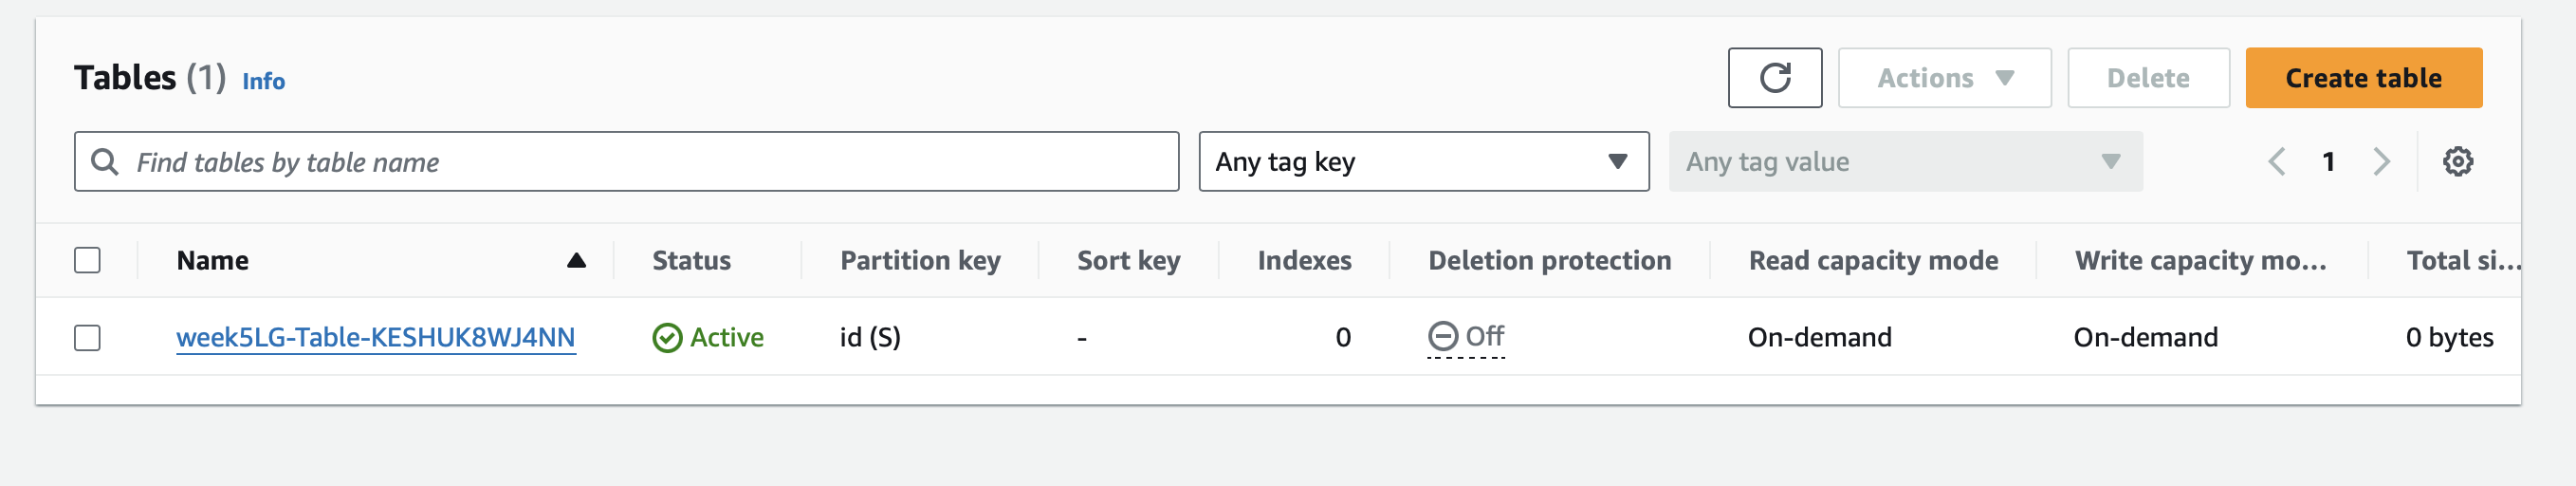 Tables (1) Info
Actions
Delete
Create table
Find tables by table name
Any tag key
Any tag value
1
Name Status Partition key Sort key Indexes Deletion protection Read capacity mode Write capacity mo... Total si...
week5LG-Table-KESHUK8WJ4NN Active id (S) - 0 Off On-demand On-demand 0 bytes